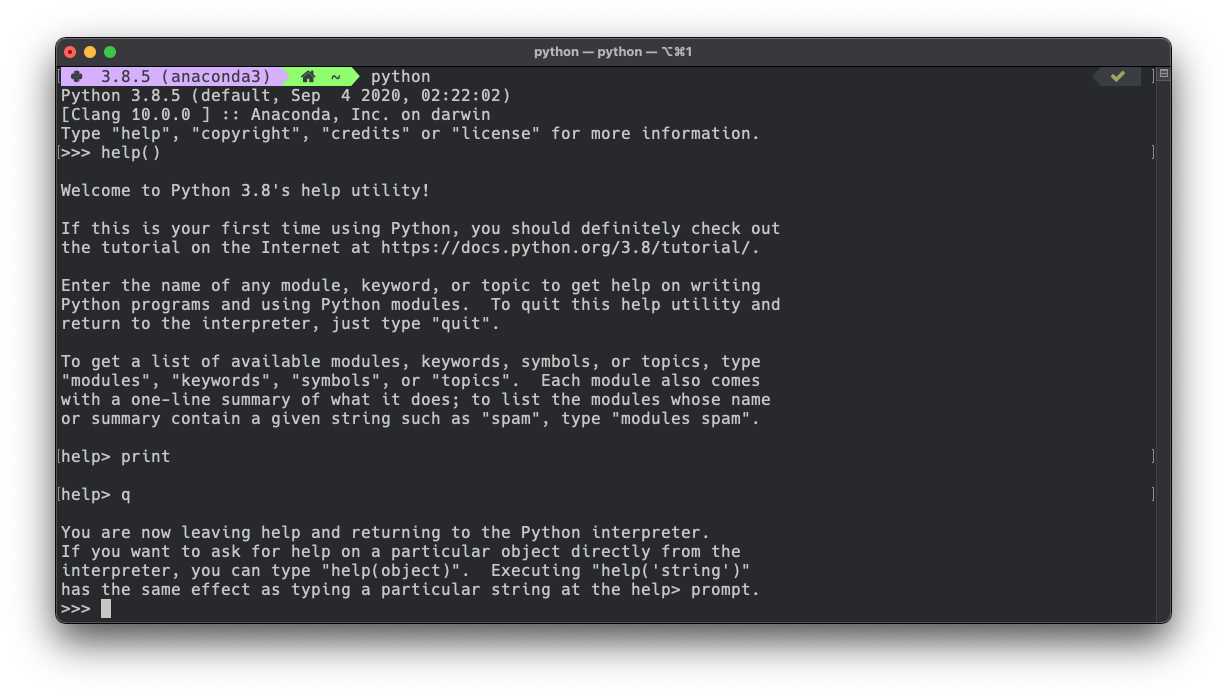 python — python — ⌥⌘1
3.8.5 (anaconda3) ~ python
Python 3.8.5 (default, Sep  4 2020, 02:22:02)
[Clang 10.0.0 ] :: Anaconda, Inc. on darwin
Type "help", "copyright", "credits" or "license" for more information.
>>> help()
Welcome to Python 3.8's help utility!
If this is your first time using Python, you should definitely check out
the tutorial on the Internet at https://docs.python.org/3.8/tutorial/.
Enter the name of any module, keyword, or topic to get help on writing
Python programs and using Python modules.  To quit this help utility and
return to the interpreter, just type "quit".
To get a list of available modules, keywords, symbols, or topics, type
"modules", "keywords", "symbols", or "topics".  Each module also comes
with a one-line summary of what it does; to list the modules whose name
or summary contain a given string such as "spam", type "modules spam".
help> print
help> q
You are now leaving help and returning to the Python interpreter.
If you want to ask for help on a particular object directly from the
interpreter, you can type "help(object)".  Executing "help('string')"
has the same effect as typing a particular string at the help> prompt.
>>>